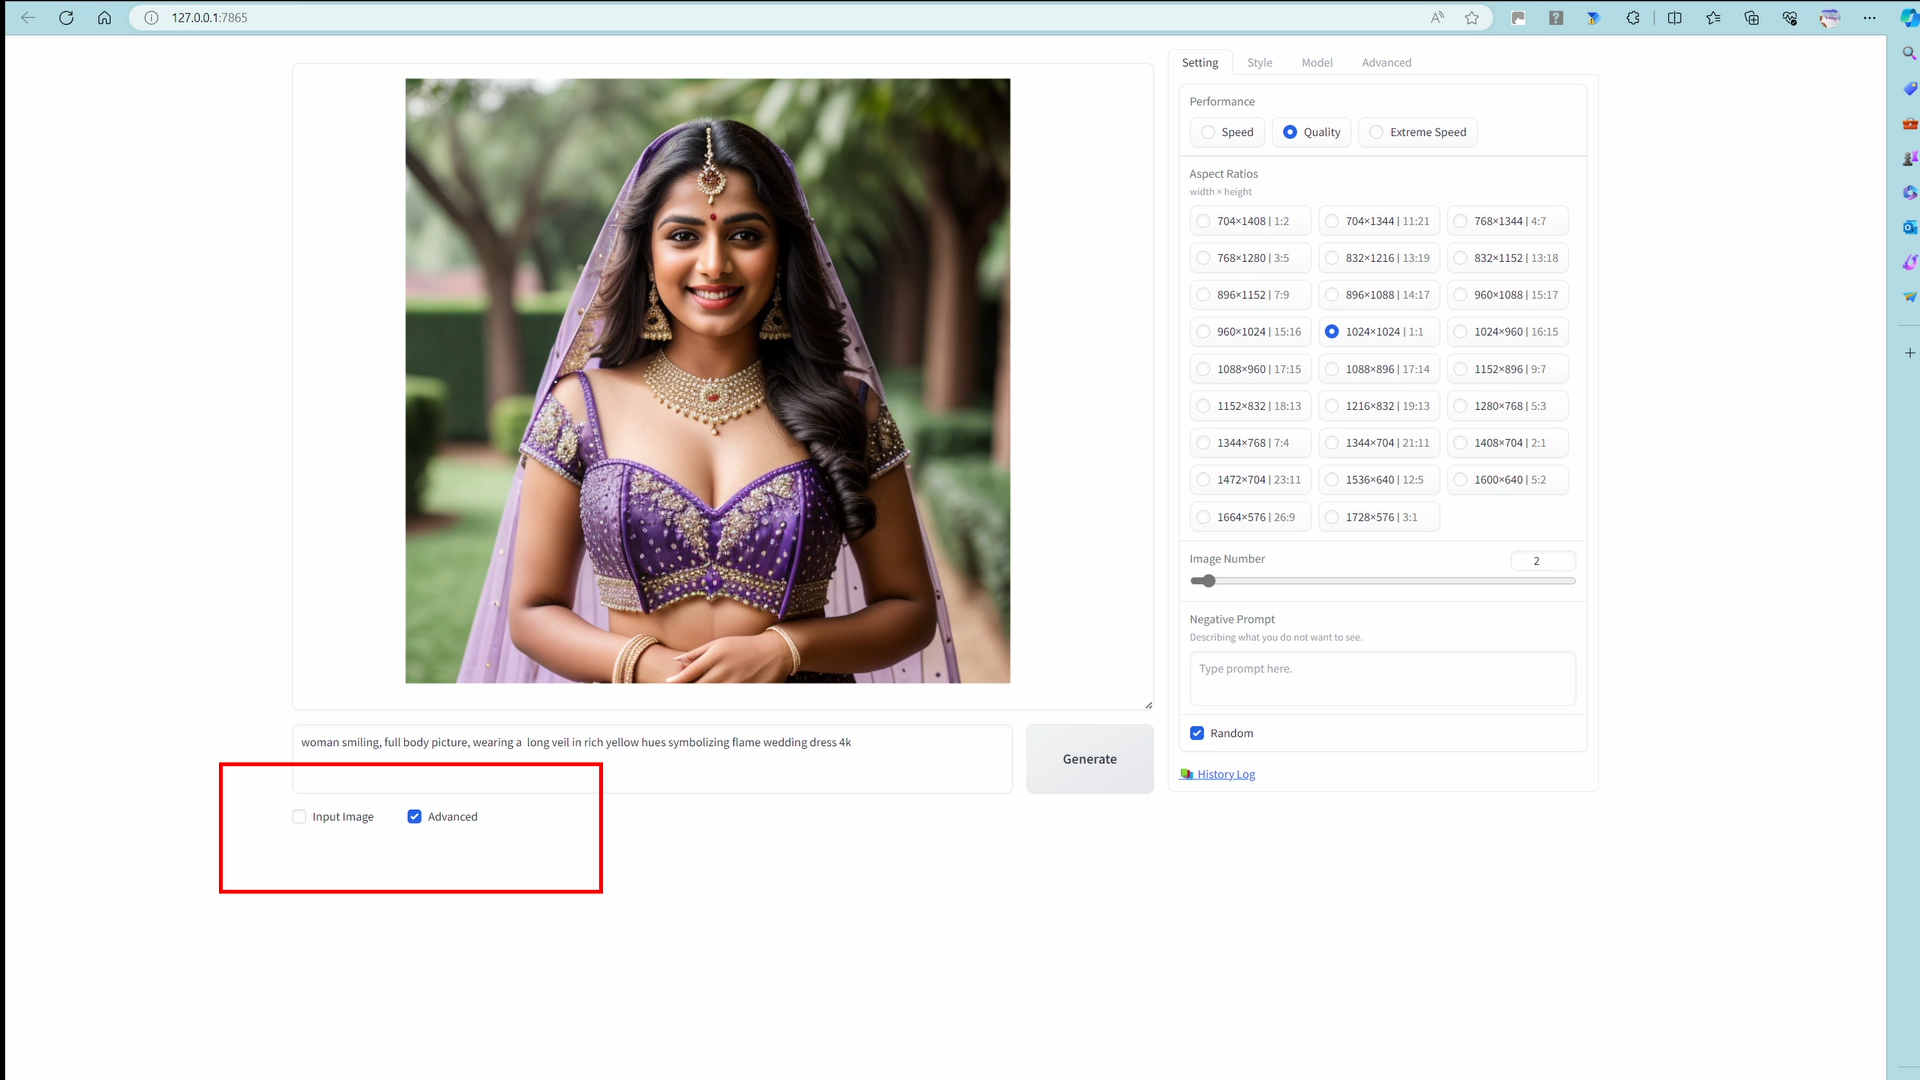 127.0.0.1:7865
Setting Style Model Advanced
Performance
Speed Quality Extreme Speed
Aspect Ratios
width × height
704×1408 | 1:2 704×1344 | 11:21 768×1344 | 4:7
768×1280 | 3:5 832×1216 | 13:19 832×1152 | 13:18
896×1152 | 7:9 896×1088 | 14:17 960×1088 | 15:17
960×1024 | 15:16 1024×1024 | 1:1 1024×960 | 16:15
1088×960 | 17:15 1088×896 | 17:14 1152×896 | 9:7
1152×832 | 18:13 1216×832 | 19:13 1280×768 | 5:3
1344×768 | 7:4 1344×704 | 21:11 1408×704 | 2:1
1472×704 | 23:11 1536×640 | 12:5 1600×640 | 5:2
1664×576 | 26:9 1728×576 | 3:1
Image Number 2
Negative Prompt
Describing what you do not want to see.
Type prompt here.
Random
History Log
woman smiling, full body picture, wearing a  long veil in rich yellow hues symbolizing flame wedding dress 4k
Generate
Input Image Advanced